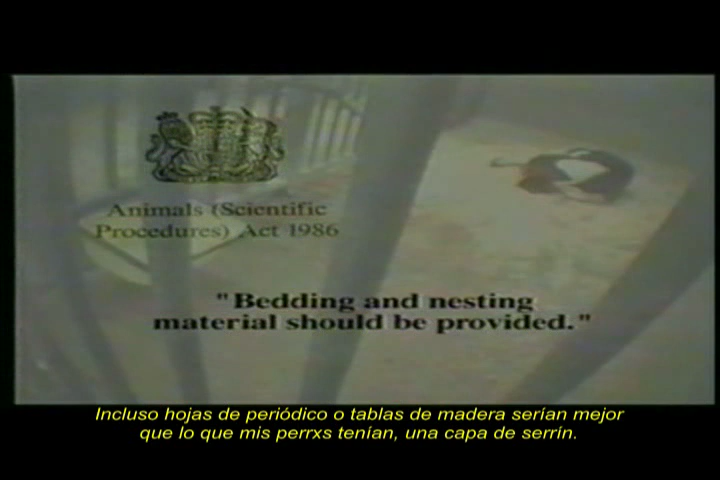 Animals (Scientific
Procedures) Act 1986
"Bedding and nesting
material should be provided."
Incluso hojas de periódico o tablas de madera serían mejor
que lo que mis perrxs tenían, una capa de serrín.